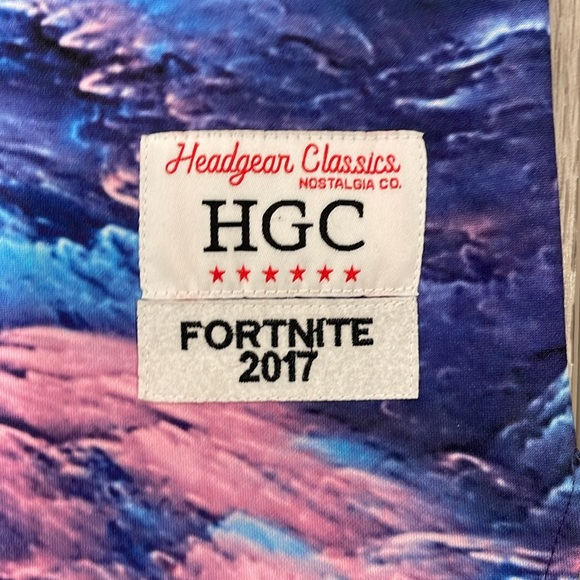 Headgear Classics
NOSTALGIA CO.
HGC
FORTNITE
2017